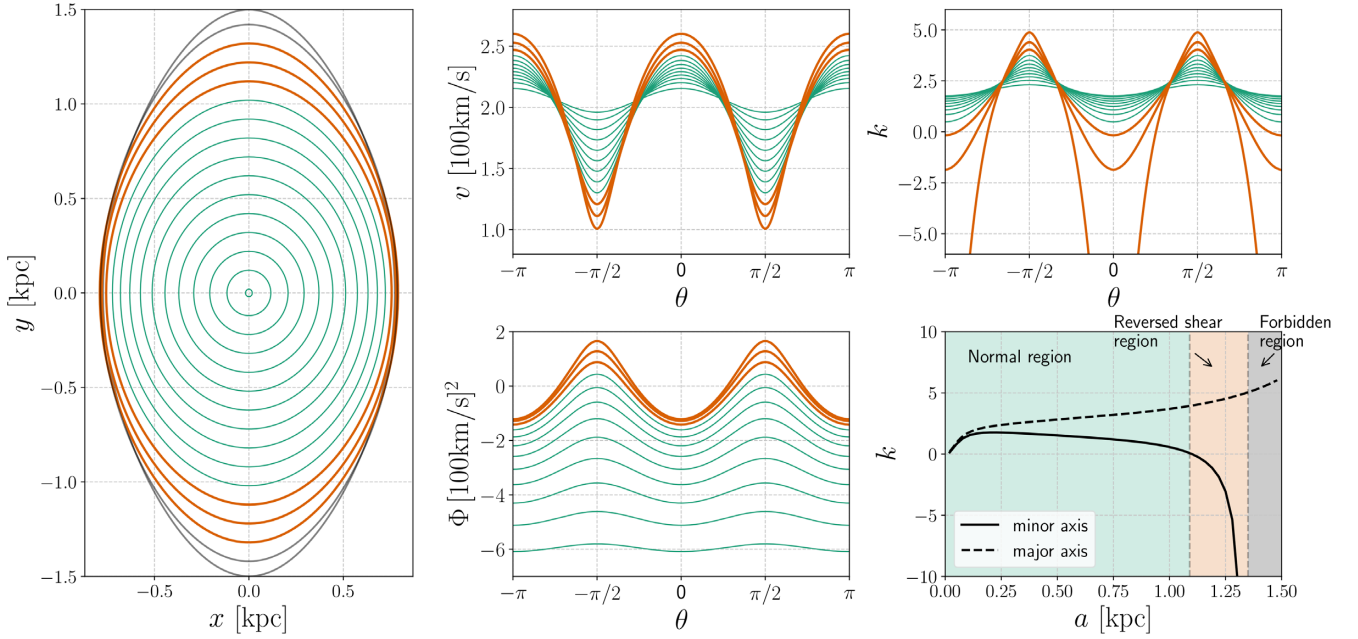 1.5
1.0
0.5
0.0
−0.5
−1.0
−1.5
y [kpc]
−0.5
0.0
0.5
x [kpc]
2.5
2.0
1.5
1.0
v [100km/s]
−π
−π/2
0
π/2
π
θ
5.0
2.5
0.0
−2.5
−5.0
k
−π
−π/2
0
π/2
π
θ
2
0
−2
−4
−6
Φ [100km/s]²
−π
−π/2
0
π/2
π
θ
Reversed shear
region
Forbidden
region
Normal region
10
5
0
−5
−10
k
minor axis
major axis
0.00
0.25
0.50
0.75
1.00
1.25
1.50
a [kpc]